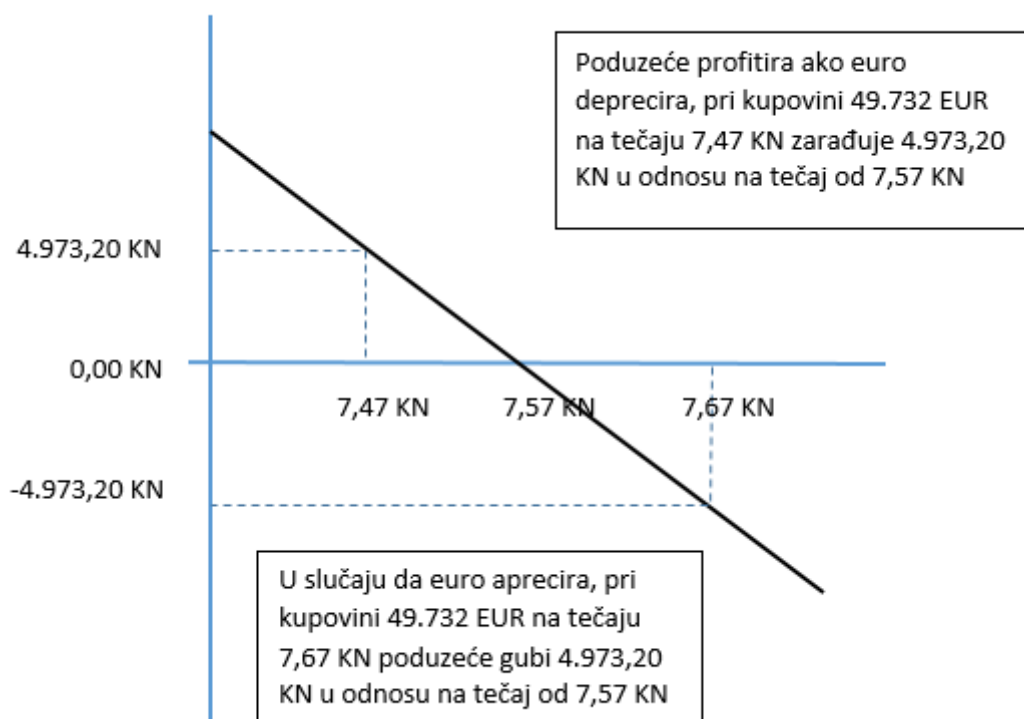 Poduzeće profitira ako euro
deprecira, pri kupovini 49.732 EUR
na tečaju 7,47 KN zarađuje 4.973,20
KN u odnosu na tečaj od 7,57 KN
4.973,20 KN
0,00 KN
7,47 KN 7,57 KN 7,67 KN
-4.973,20 KN
U slučaju da euro aprecira, pri
kupovini 49.732 EUR na tečaju
7,67 KN poduzeće gubi 4.973,20
KN u odnosu na tečaj od 7,57 KN